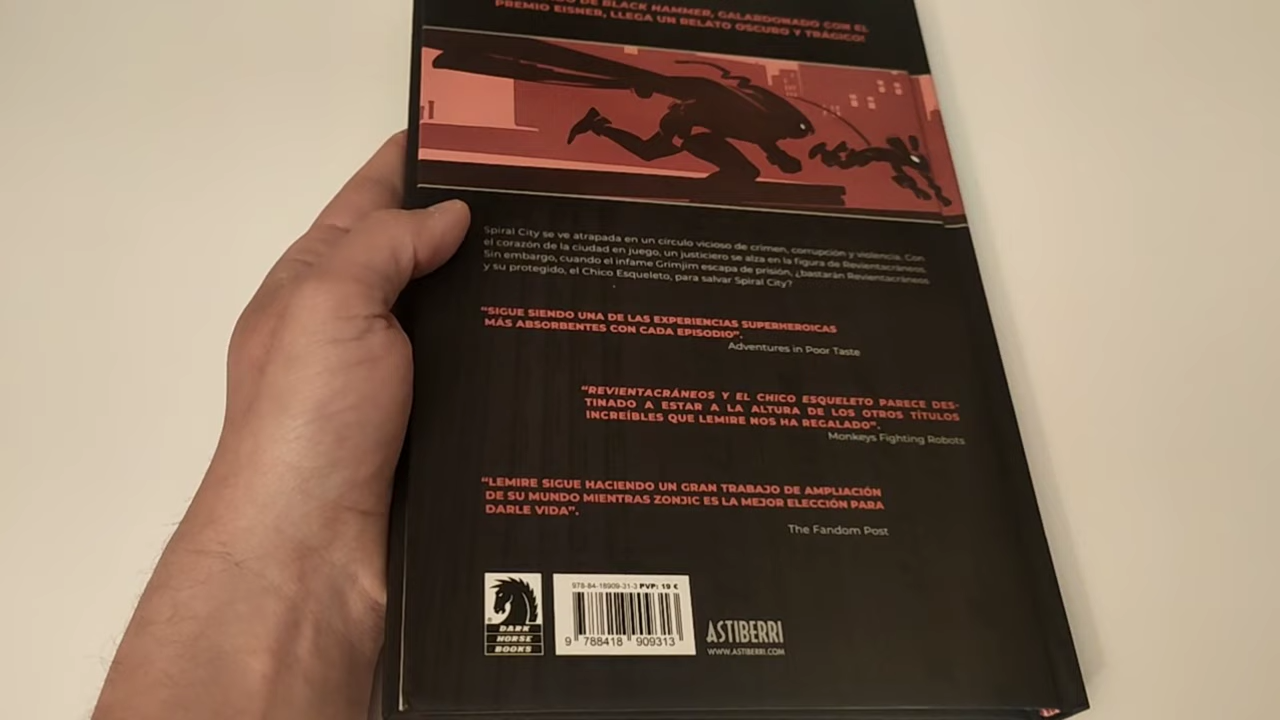 DO DE BLACK HAMMER, GALARDONADO CON EL
PREMIO EISNER, LLEGA UN RELATO OSCURO Y TRÁGICO!
Spiral City se ve atrapada en un círculo vicioso de crimen, corrupción y violencia. Con
el corazón de la ciudad en juego, un justiciero se alza en la figura de Revientacráneos.
Sin embargo, cuando el infame Grimjim escapa de prisión, ¿bastarán Revientacráneos
y su protegido, el Chico Esqueleto, para salvar Spiral City?
“SIGUE SIENDO UNA DE LAS EXPERIENCIAS SUPERHEROICAS
MÁS ABSORBENTES CON CADA EPISODIO”.
Adventures in Poor Taste
“REVIENTACRÁNEOS Y EL CHICO ESQUELETO PARECE DES-
TINADO A ESTAR A LA ALTURA DE LOS OTROS TÍTULOS
INCREÍBLES QUE LEMIRE NOS HA REGALADO”.
Monkeys Fighting Robots
“LEMIRE SIGUE HACIENDO UN GRAN TRABAJO DE AMPLIACIÓN
DE SU MUNDO MIENTRAS ZONJIC ES LA MEJOR ELECCIÓN PARA
DARLE VIDA”.
The Fandom Post
DARK
HORSE
BOOKS
978-84-18909-31-3 PVP: 19 €
9 788418 909313
ASTIBERRI
WWW.ASTIBERRI.COM